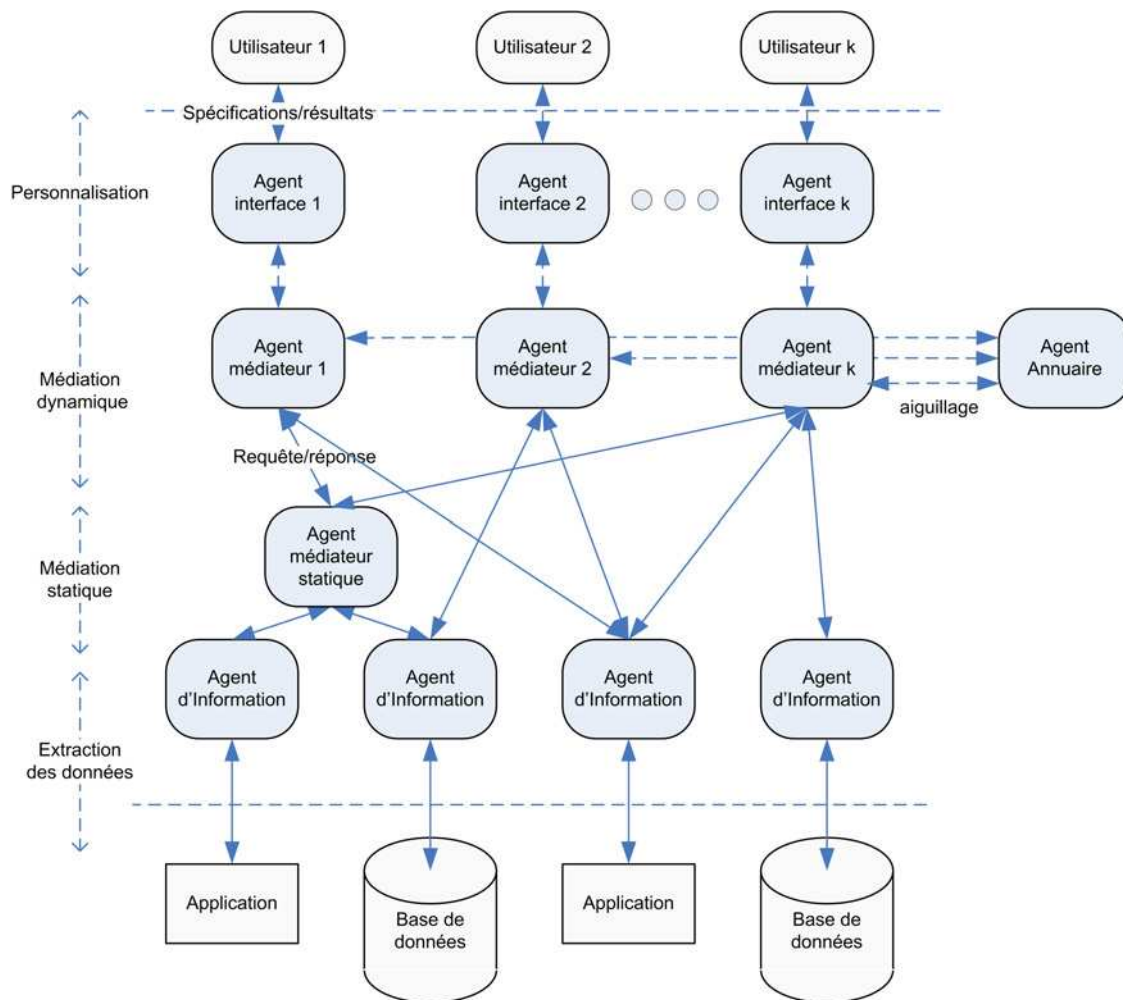 Utilisateur 1
Utilisateur 2
Utilisateur k
Spécifications/résultats
Personnalisation
Agent
interface 1
Agent
interface 2
Agent
interface k
Médiation
dynamique
Agent
médiateur 1
Agent
médiateur 2
Agent
médiateur k
Agent
Annuaire
aiguillage
Requête/réponse
Médiation
statique
Agent
médiateur
statique
Agent
d'Information
Agent
d'Information
Agent
d'Information
Agent
d'Information
Extraction
des données
Application
Base de
données
Application
Base de
données